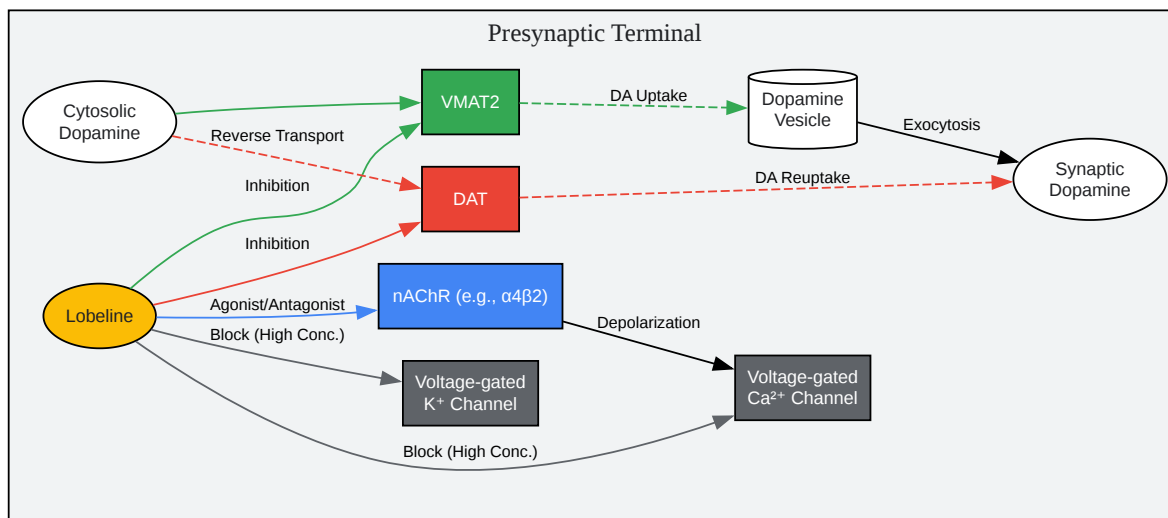 Presynaptic Terminal
Cytosolic
Dopamine
VMAT2
DA Uptake
Dopamine
Vesicle
Exocytosis
Reverse Transport
Inhibition
DAT
DA Reuptake
Synaptic
Dopamine
Inhibition
Lobeline
Agonist/Antagonist
nAChR (e.g., α4β2)
Depolarization
Block (High Conc.)
Voltage-gated
K⁺ Channel
Voltage-gated
Ca²⁺ Channel
Block (High Conc.)